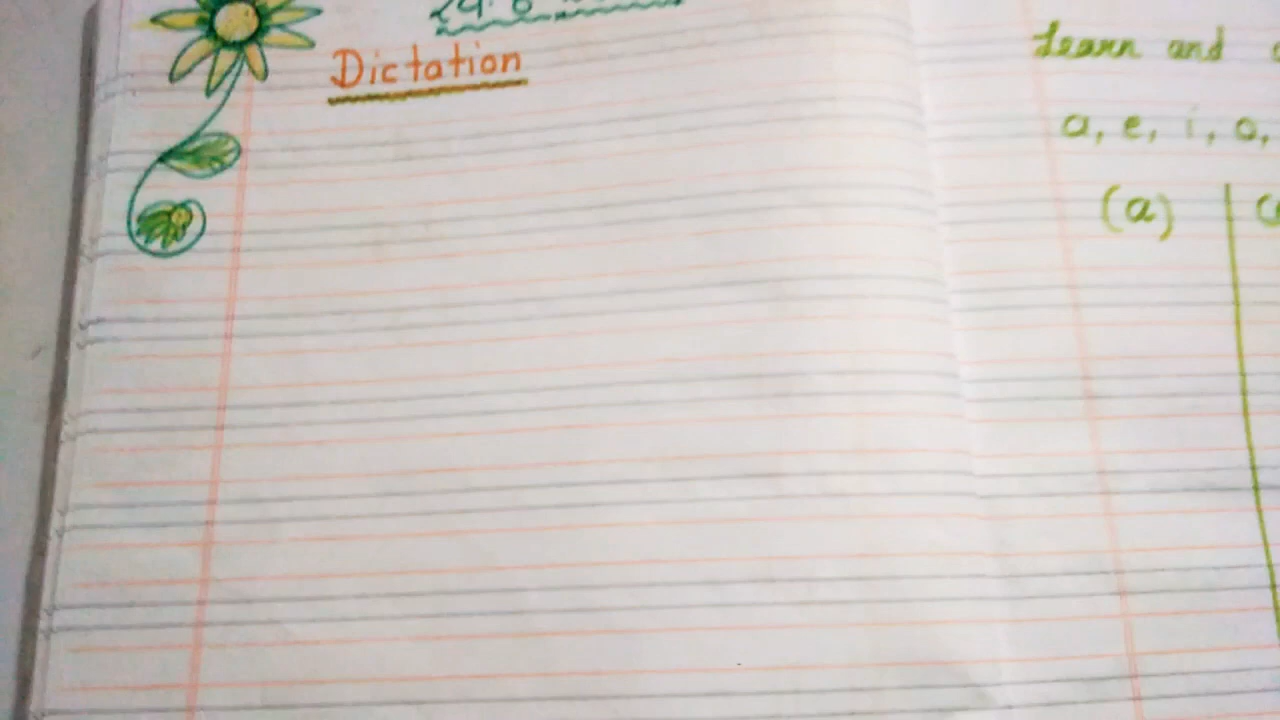 Dictation
Learn and
a, e, i, o,
(a)